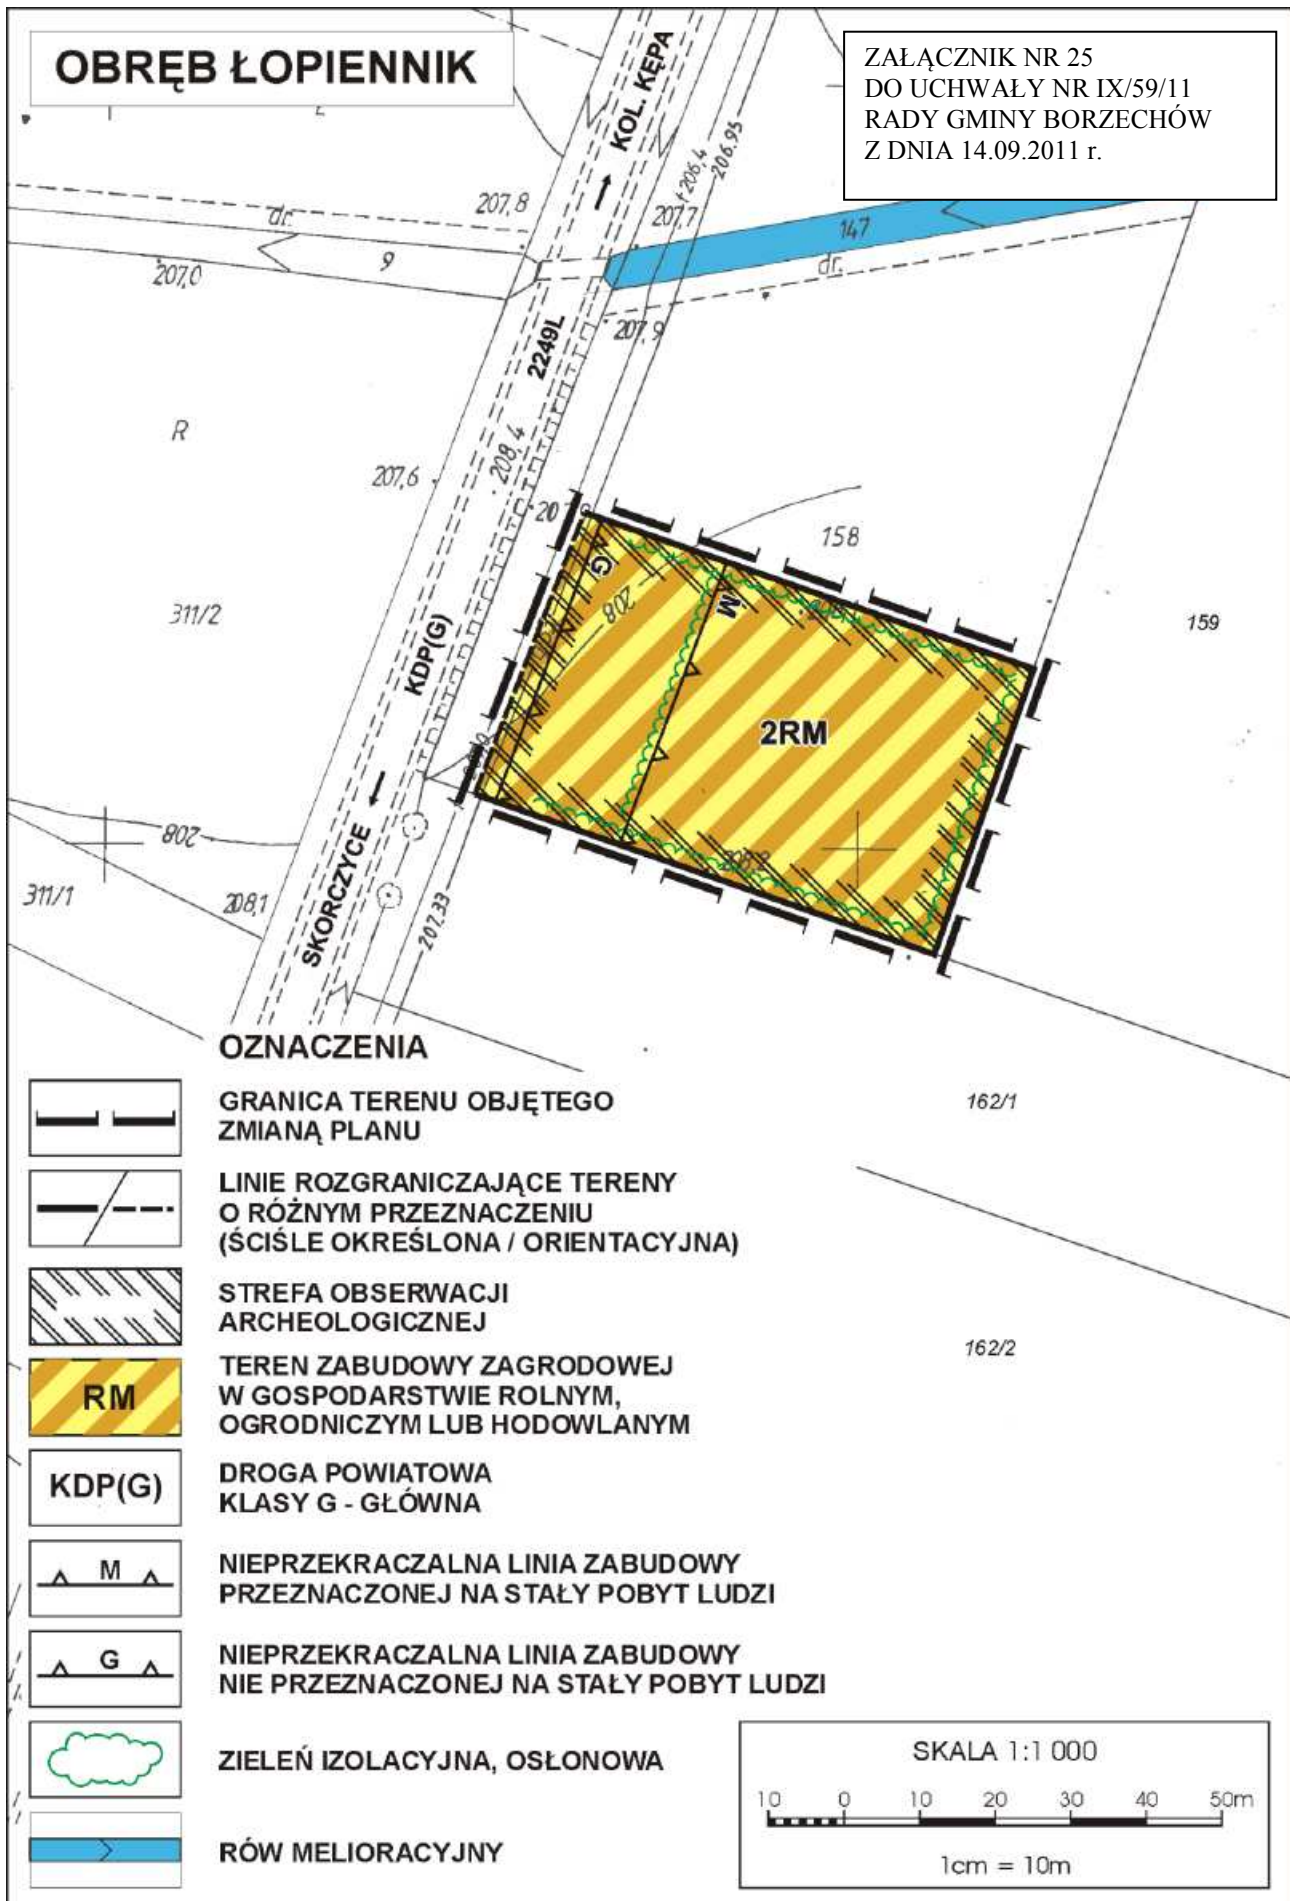 OBRĘB ŁOPIENNIK
ZAŁĄCZNIK NR 25
DO UCHWAŁY NR IX/59/11
RADY GMINY BORZECHÓW
Z DNIA 14.09.2011 r.
KOL. KĘPA
206.95
206,4
207,8
207,7
dr.
147
9
dr.
207,0
207,9
2249L
R
208,4
207,6
158
G
M
208
311/2
159
KDP(G)
2RM
208,2
208
SKORCZYCE
311/1
208,1
207.33
162/1
162/2
OZNACZENIA
GRANICA TERENU OBJĘTEGO
ZMIANĄ PLANU
LINIE ROZGRANICZAJĄCE TERENY
O RÓŻNYM PRZEZNACZENIU
(ŚCIŚLE OKREŚLONA / ORIENTACYJNA)
STREFA OBSERWACJI
ARCHEOLOGICZNEJ
RM
TEREN ZABUDOWY ZAGRODOWEJ
W GOSPODARSTWIE ROLNYM,
OGRODNICZYM LUB HODOWLANYM
KDP(G)
DROGA POWIATOWA
KLASY G - GŁÓWNA
M
NIEPRZEKRACZALNA LINIA ZABUDOWY
PRZEZNACZONEJ NA STAŁY POBYT LUDZI
G
NIEPRZEKRACZALNA LINIA ZABUDOWY
NIE PRZEZNACZONEJ NA STAŁY POBYT LUDZI
ZIELEŃ IZOLACYJNA, OSŁONOWA
RÓW MELIORACYJNY
SKALA 1:1 000
10 0 10 20 30 40 50m
1cm = 10m